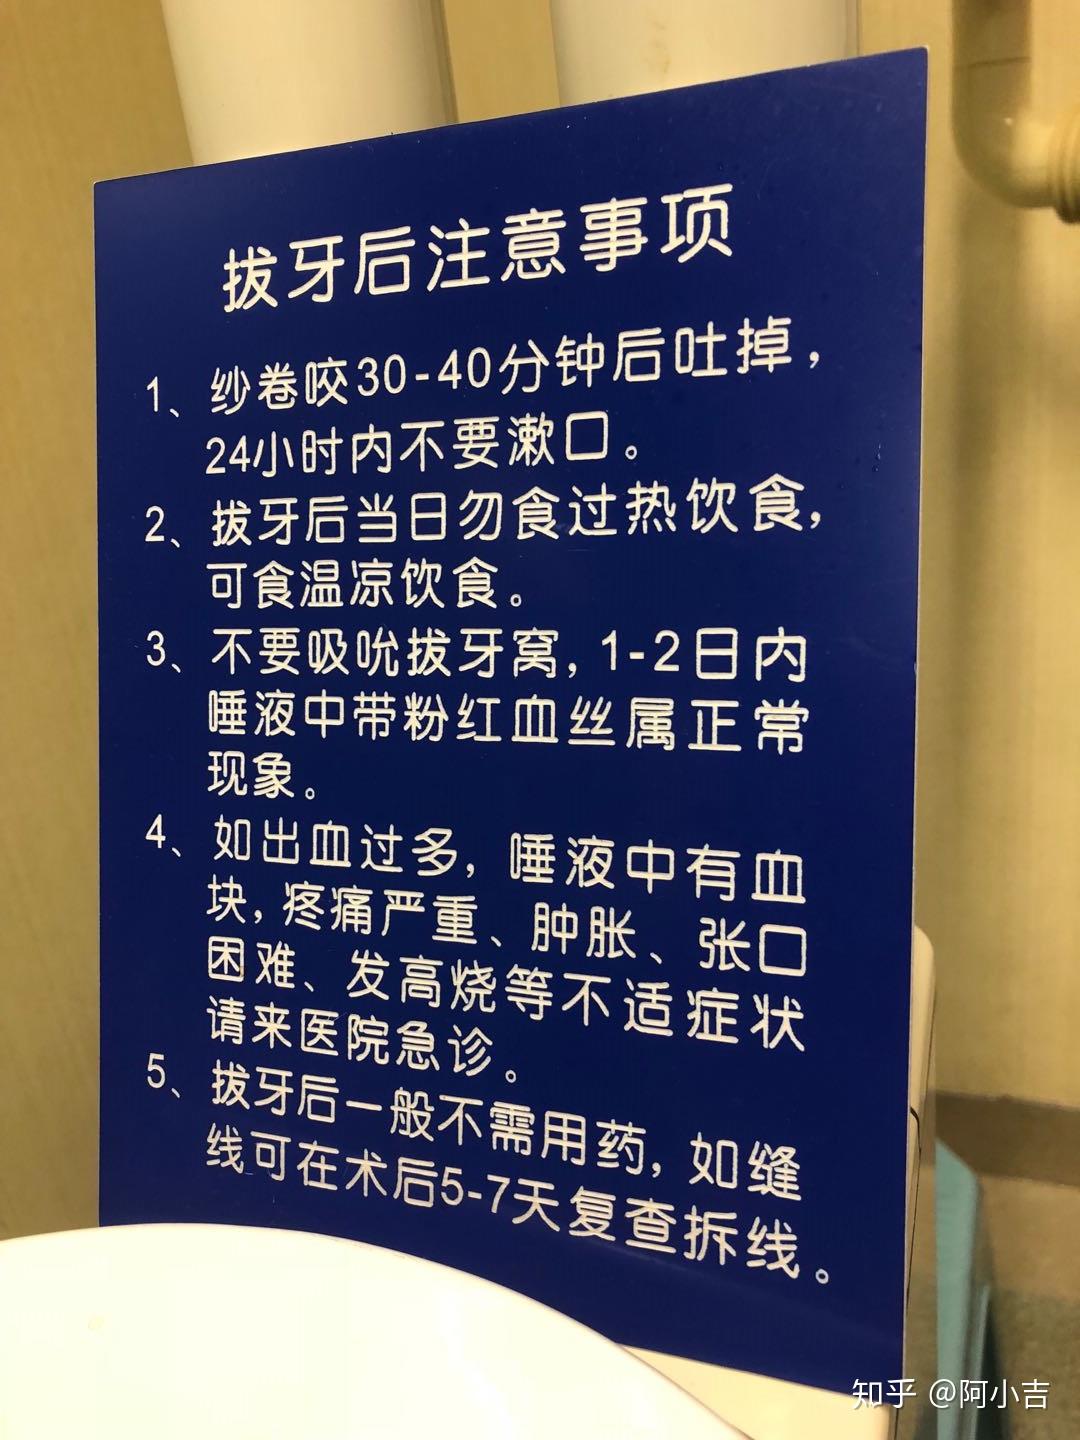 拔牙后注意事项
1、纱卷咬30-40分钟后吐掉，
24小时内不要漱口。
2、拔牙后当日勿食过热饮食，
可食温凉饮食。
3、不要吸吮拔牙窝，1-2日内
唾液中带粉红血丝属正常
现象。
4、如出血过多，唾液中有血
块，疼痛严重、肿胀、张口
困难、发高烧等不适症状
请来医院急诊。
5、拔牙后一般不需用药，如缝
线可在术后5-7天复查拆线。
知乎 @阿小吉